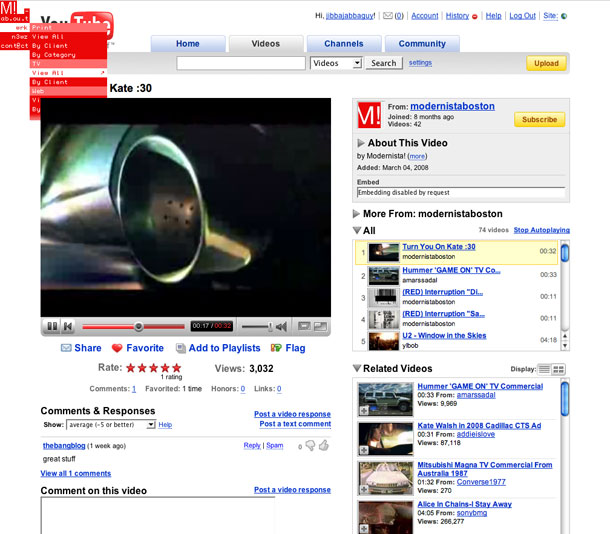 M!
You Tube
ab.ou.t
wrk
n3ws
cont@ct
Print
View All
By Client
By Category
TV
View All
By Client
Web
By
Hi, jibbajabbaguy! (0) Account History Help Log Out Site:
Home Videos Channels Community
Videos Search settings Upload
Kate :30
M!
From: modernistaboston
Joined: 8 months ago
Videos: 42
Subscribe
About This Video
by Modernista! (more)
Added: March 04, 2008
Embed
Embedding disabled by request
More From: modernistaboston
All 74 videos Stop Autoplaying
1 Turn You On Kate :30 00:32
modernistaboston
2 Hummer 'GAME ON' TV Co... 00:33
amarssadal
3 (RED) Interruption "Di... 00:11
modernistaboston
4 (RED) Interruption "Sa... 00:11
modernistaboston
5 U2 - Window in the Skies 04:18
ylbob
00:17 / 00:32
Share Favorite Add to Playlists Flag
Rate: 1 rating Views: 3,032
Comments: 1 Favorited: 1 time Honors: 0 Links: 0
Comments & Responses
Post a video response
Post a text comment
Show: average (-5 or better) Help
thebangblog (1 week ago) Reply | Spam 0
great stuff
View all 1 comments
Comment on this video Post a video response
Related Videos Display:
Hummer 'GAME ON' TV Commercial
00:33 From: amarssadal
Views: 9,969
Kate Walsh in 2008 Cadillac CTS Ad
00:31 From: addieislove
Views: 87,118
Mitsubishi Magna TV Commercial From
Australia 1987
01:32 From: Converse1977
Views: 270
Alice In Chains-I Stay Away
04:05 From: sonybmg
Views: 266,277